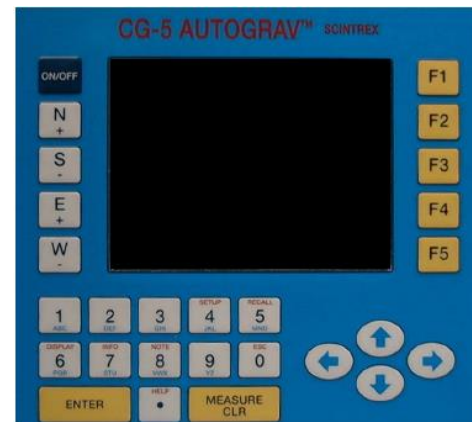 CG-5 AUTOGRAV™ SCINTREX
ON/OFF
F1
N
+
F2
S
-
F3
E
+
F4
W
-
F5
SETUP RECALL
1 2 3 4 5
ABC DEF GHI JKL MNO
DISPLAY INFO NOTE ESC
6 7 8 9 0
PQR STU VWX YZ
HELP
ENTER . MEASURE
CLR